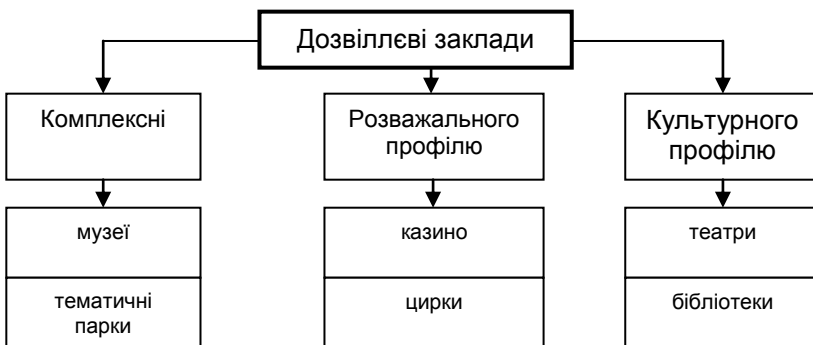 Дозвіллєві заклади
Комплексні
Розважального
профілю
Культурного
профілю
музеї
казино
театри
тематичні
парки
цирки
бібліотеки